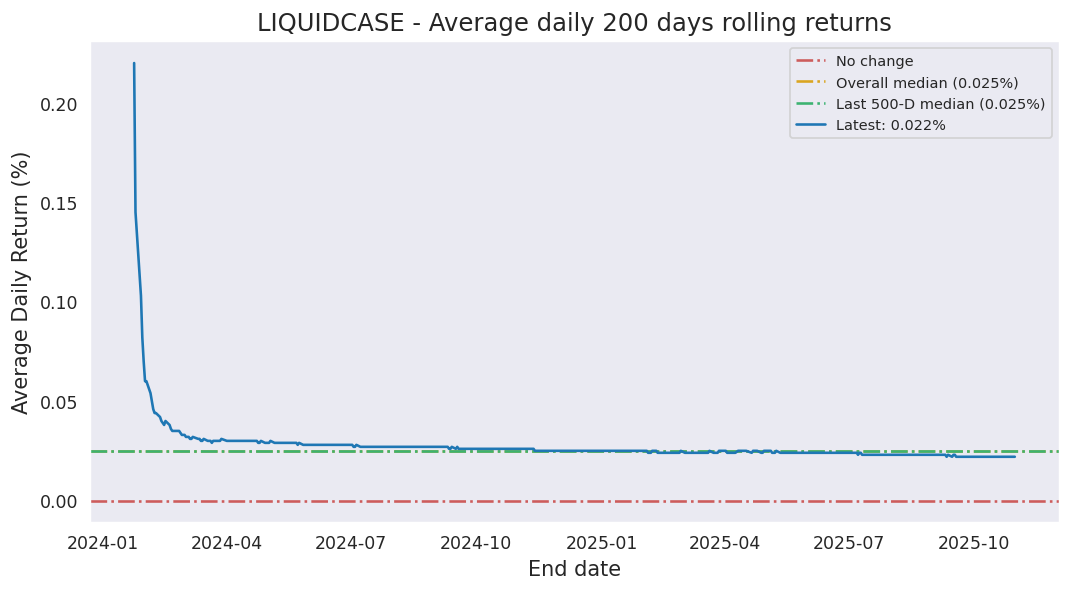 LIQUIDCASE - Average daily 200 days rolling returns
No change
Overall median (0.025%)
Last 500-D median (0.025%)
Latest: 0.022%
Average Daily Return (%)
0.20
0.15
0.10
0.05
0.00
2024-01 2024-04 2024-07 2024-10 2025-01 2025-04 2025-07 2025-10
End date